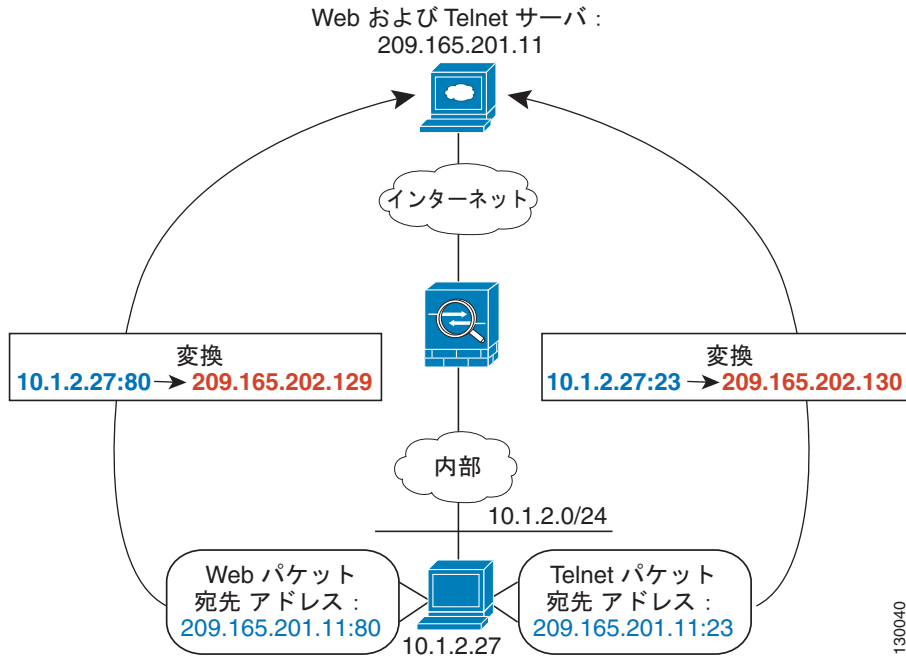 Web および Telnet サーバ：
209.165.201.11
インターネット
変換
10.1.2.27:80 → 209.165.202.129
変換
10.1.2.27:23 → 209.165.202.130
内部
10.1.2.0/24
Web パケット
宛先 アドレス：
209.165.201.11:80
Telnet パケット
宛先 アドレス：
209.165.201.11:23
10.1.2.27
130040